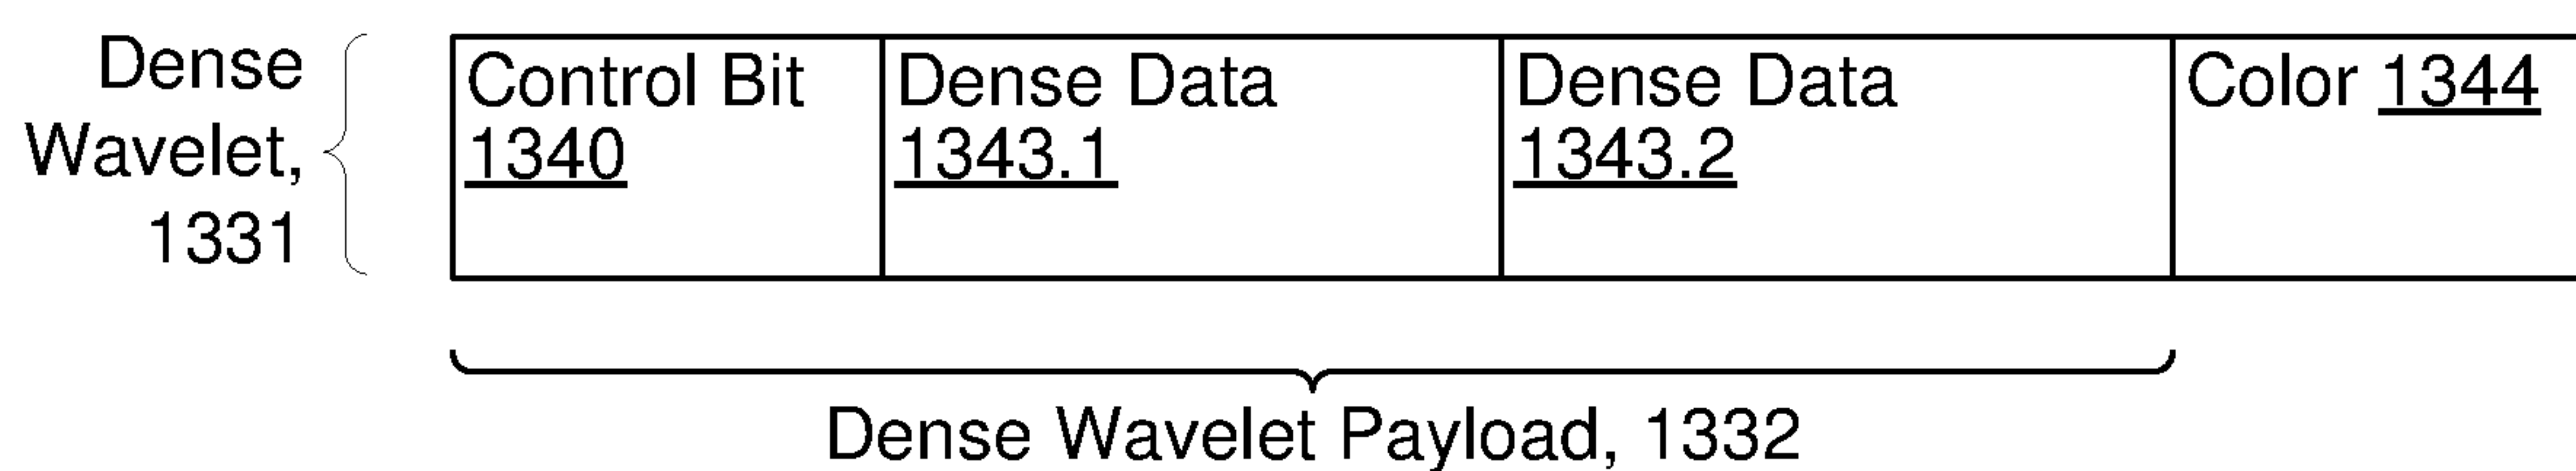 Dense
Wavelet,
1331
Control Bit
1340
Dense Data
1343.1
Dense Data
1343.2
Color 1344
Dense Wavelet Payload, 1332